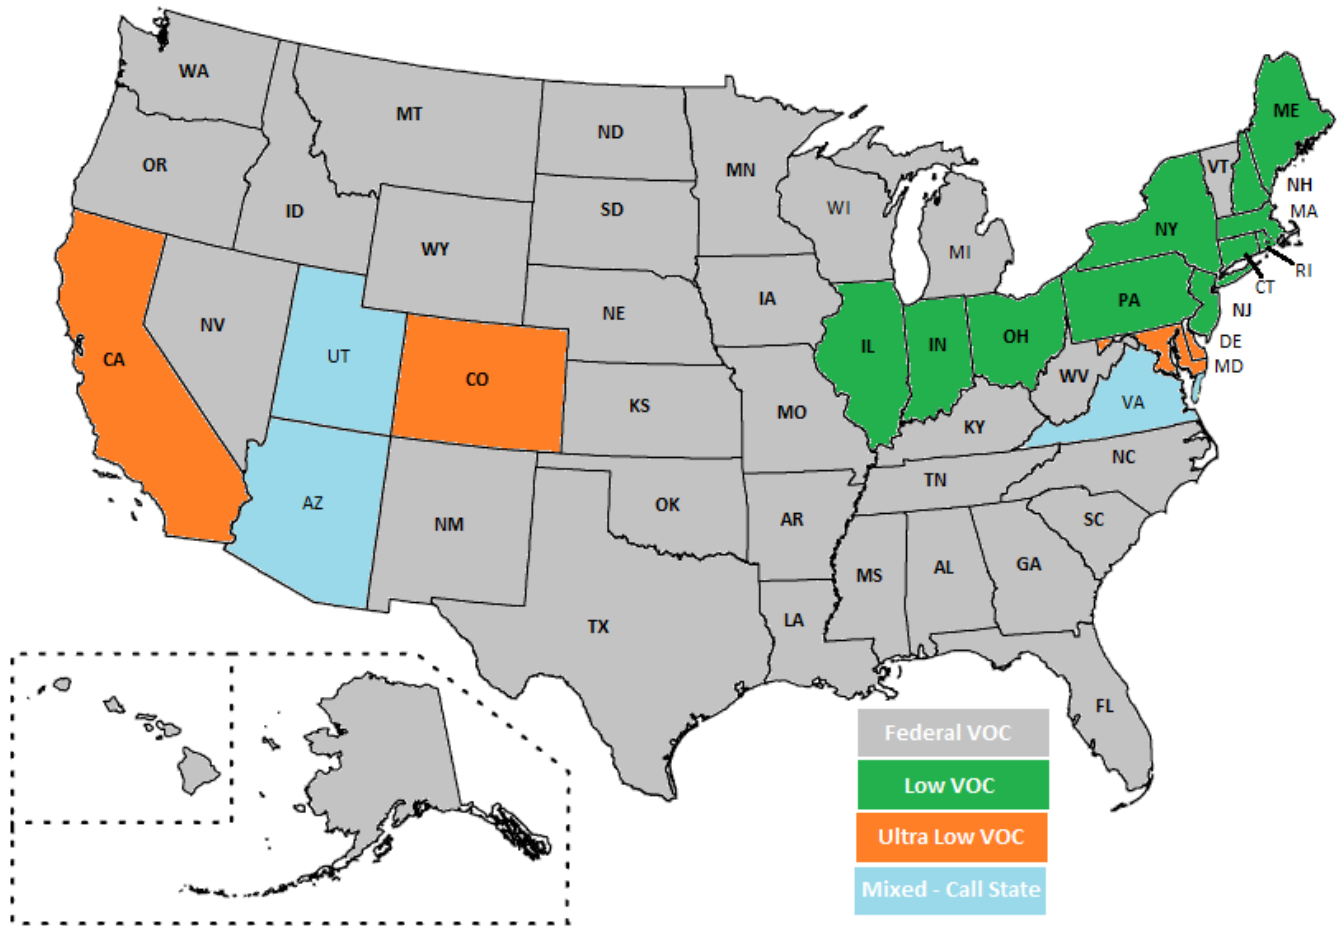 WA
MT
ND
MN
ME
OR
ID
SD
WI
MI
VT
NH
MA
NY
WY
RI
CT
IA
PA
NJ
NE
NV
IL
IN
OH
DE
UT
CA
CO
MD
WV
VA
KS
MO
KY
NC
TN
AZ
NM
OK
AR
SC
MS
AL
GA
TX
LA
FL
Federal VOC
Low VOC
Ultra Low VOC
Mixed - Call State